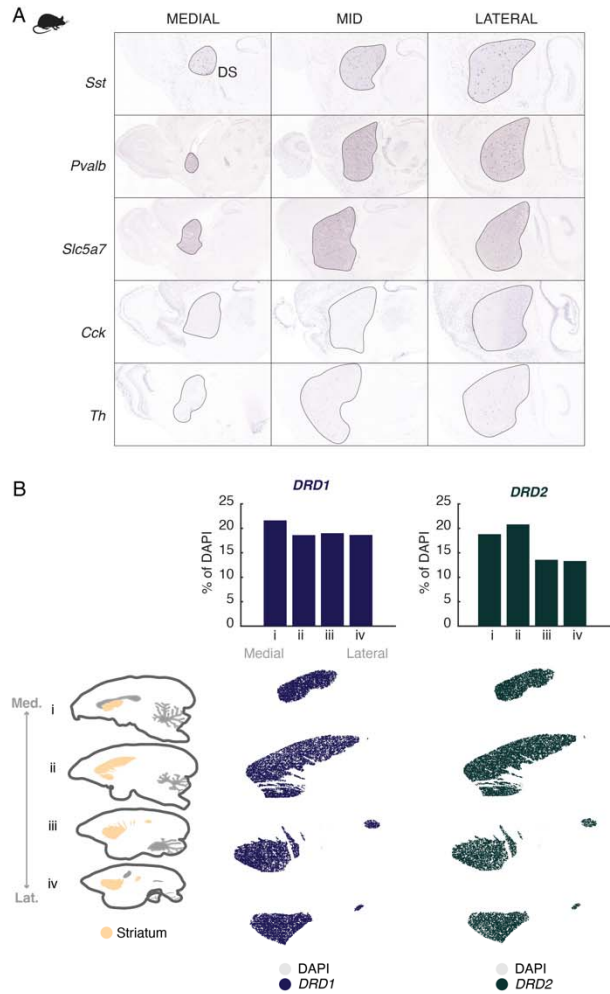 A
MEDIAL MID LATERAL
Sst
DS
Pvalb
Slc5a7
Cck
Th
B
DRD1 DRD2
25 25
20 20
15 15
10 10
5 5
0 0
% of DAPI % of DAPI
i ii iii iv i ii iii iv
Medial Lateral
Med.
i
ii
iii
iv
Lat.
Striatum
DAPI DAPI
DRD1 DRD2